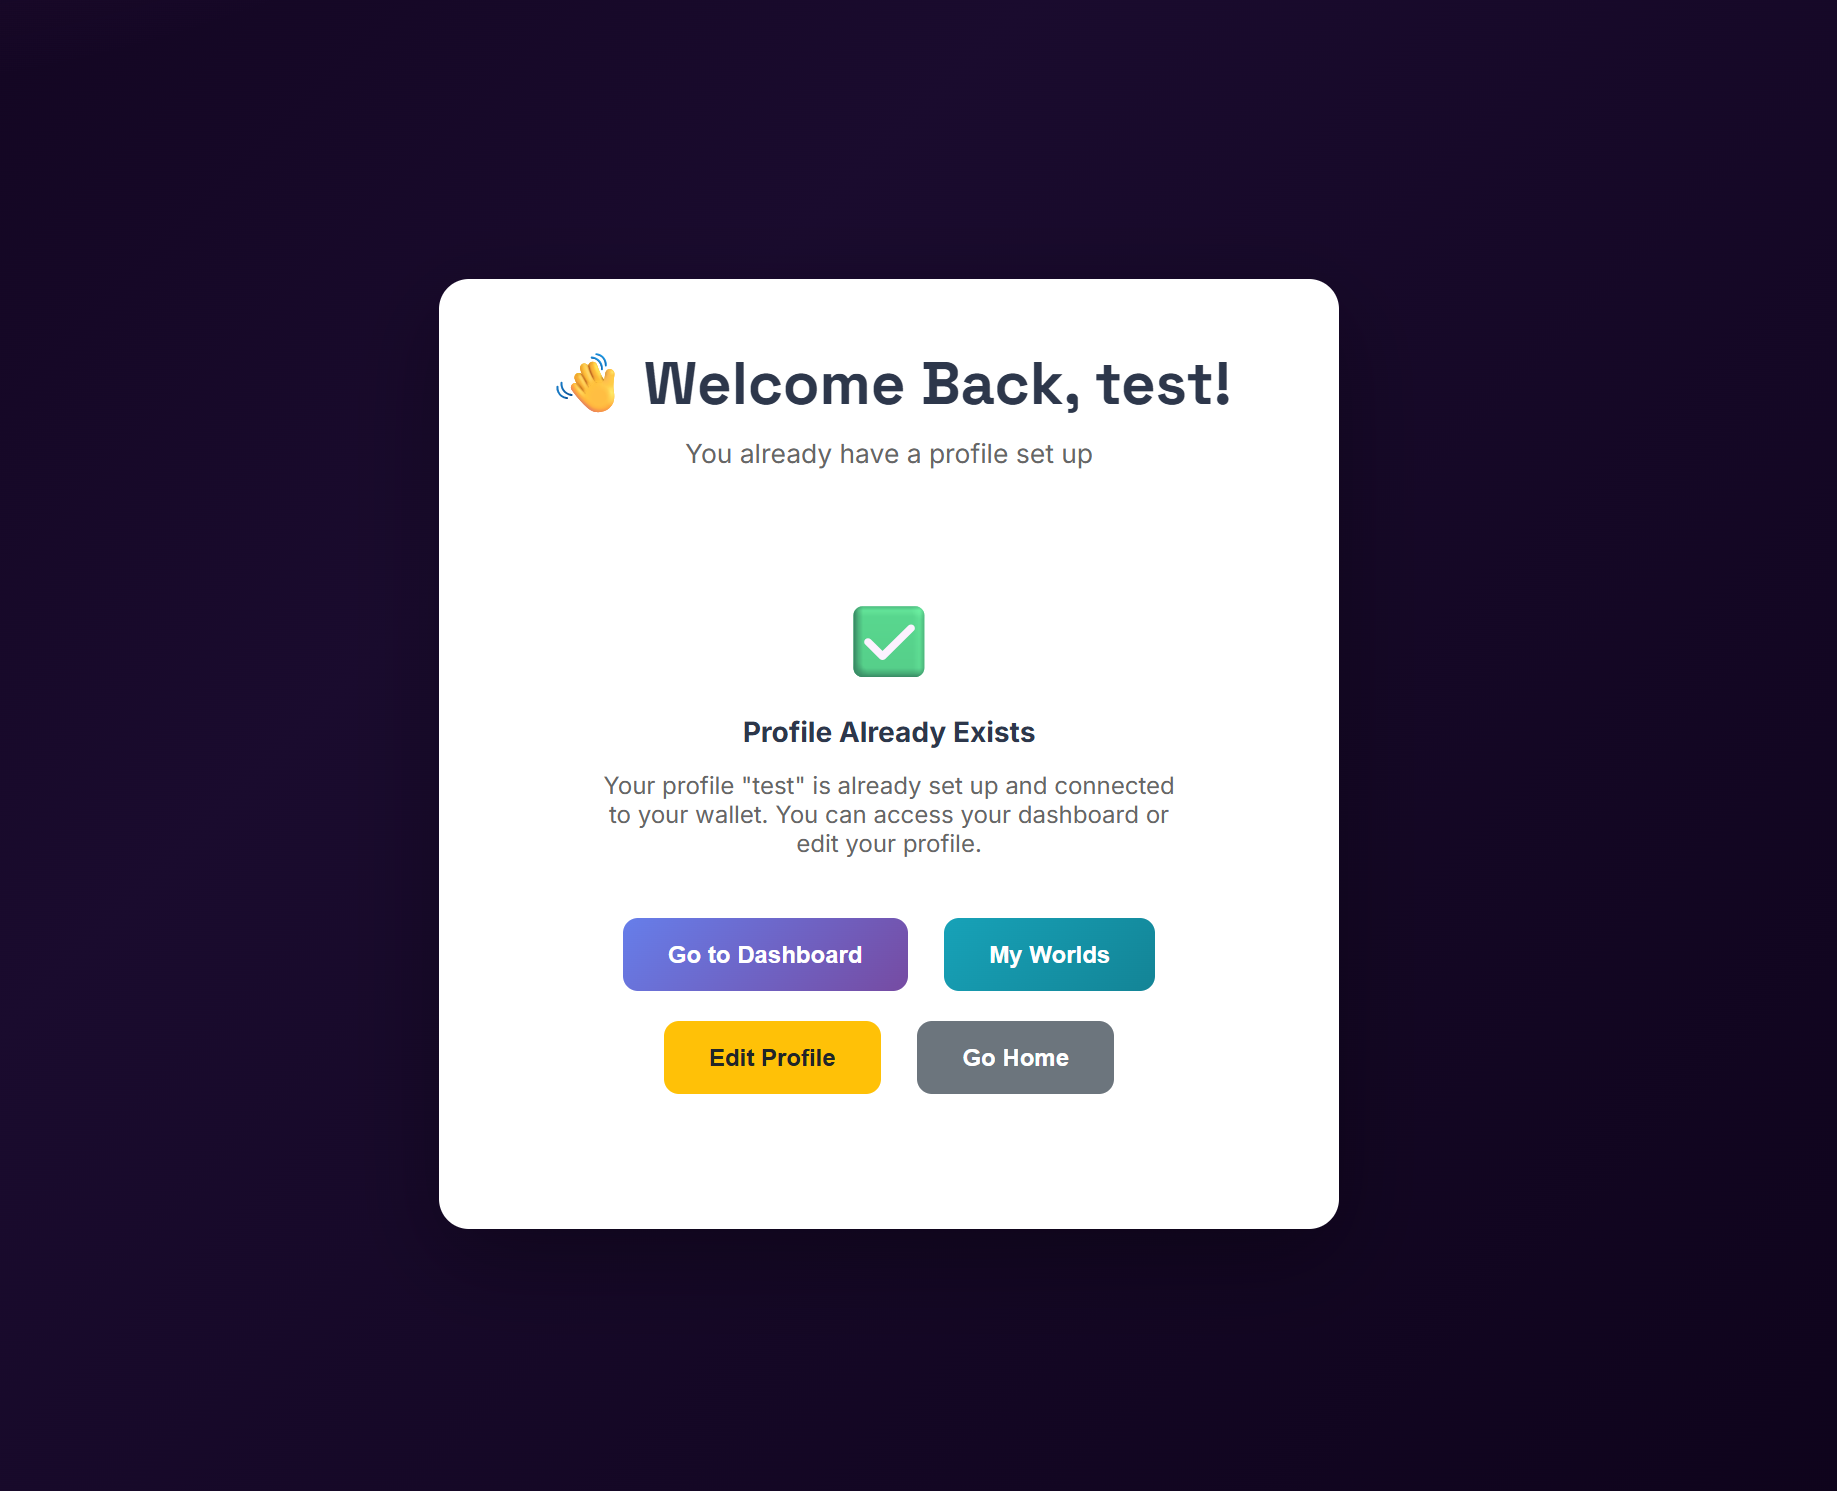 👋 Welcome Back, test!
You already have a profile set up
✅
Profile Already Exists
Your profile "test" is already set up and connected
to your wallet. You can access your dashboard or
edit your profile.
Go to Dashboard
My Worlds
Edit Profile
Go Home